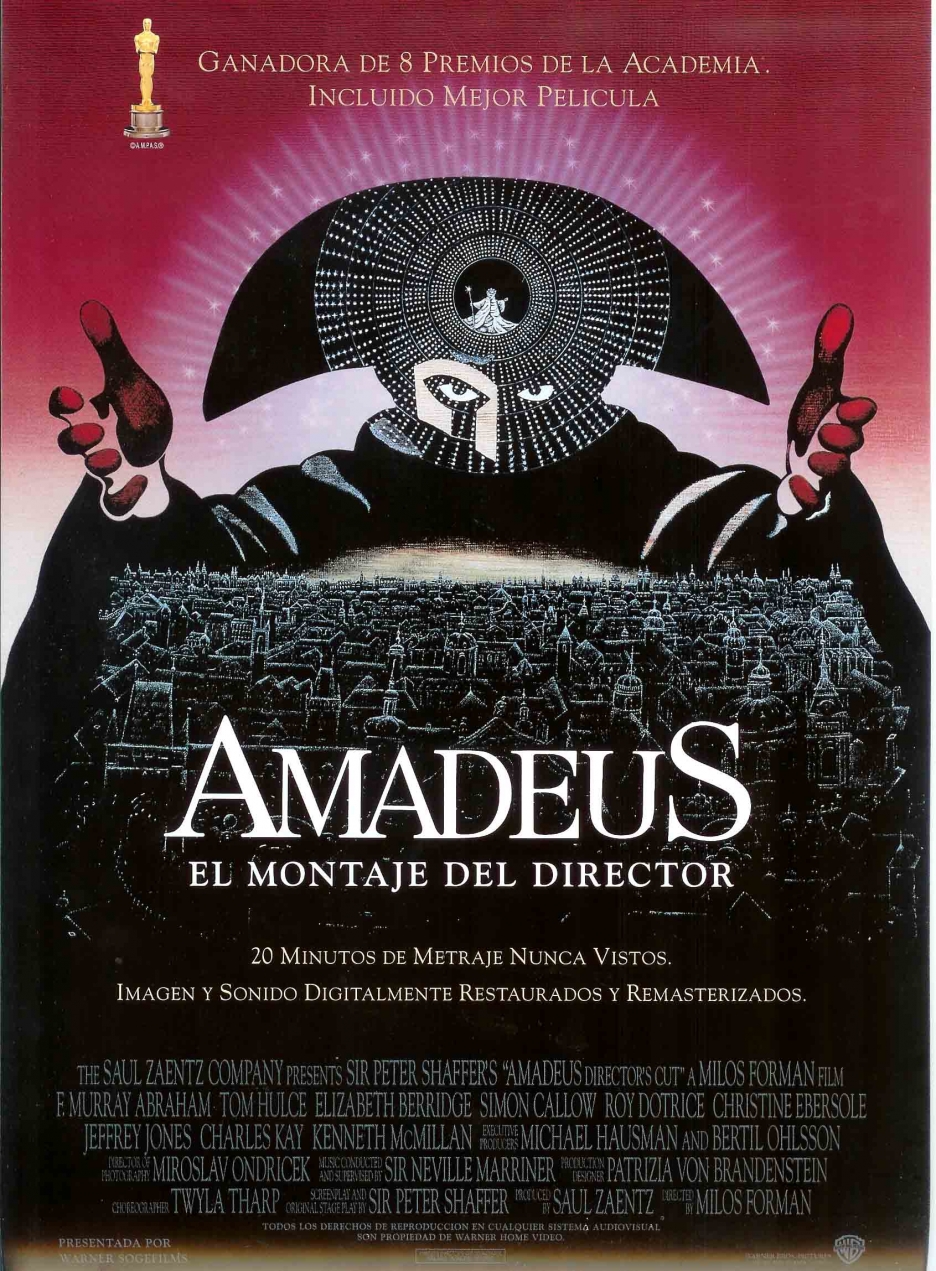 GANADORA DE 8 PREMIOS DE LA ACADEMIA.
INCLUIDO MEJOR PELICULA
©A.M.P.A.S.®
AMADEUS
EL MONTAJE DEL DIRECTOR
20 MINUTOS DE METRAJE NUNCA VISTOS.
IMAGEN Y SONIDO DIGITALMENTE RESTAURADOS Y REMASTERIZADOS.
THE SAUL ZAENTZ COMPANY PRESENTS SIR PETER SHAFFER'S "AMADEUS DIRECTOR'S CUT" A MILOS FORMAN FILM
F. MURRAY ABRAHAM TOM HULCE ELIZABETH BERRIDGE SIMON CALLOW ROY DOTRICE CHRISTINE EBERSOLE
JEFFREY JONES CHARLES KAY KENNETH McMILLAN EXECUTIVE PRODUCERS MICHAEL HAUSMAN AND BERTIL OHLSSON
DIRECTOR OF PHOTOGRAPHY MIROSLAV ONDRICEK MUSIC CONDUCTED AND SUPERVISED BY SIR NEVILLE MARRINER PRODUCTION DESIGNER PATRIZIA VON BRANDENSTEIN
CHOREOGRAPHER TWYLA THARP SCREENPLAY AND ORIGINAL STAGE PLAY BY SIR PETER SHAFFER PRODUCED BY SAUL ZAENTZ DIRECTED BY MILOS FORMAN
TODOS LOS DERECHOS DE REPRODUCCION EN CUALQUIER SISTEMA AUDIOVISUAL
SON PROPIEDAD DE WARNER HOME VIDEO.
PRESENTADA POR
WARNER SOGEFILMS
WARNER BROS. PICTURES